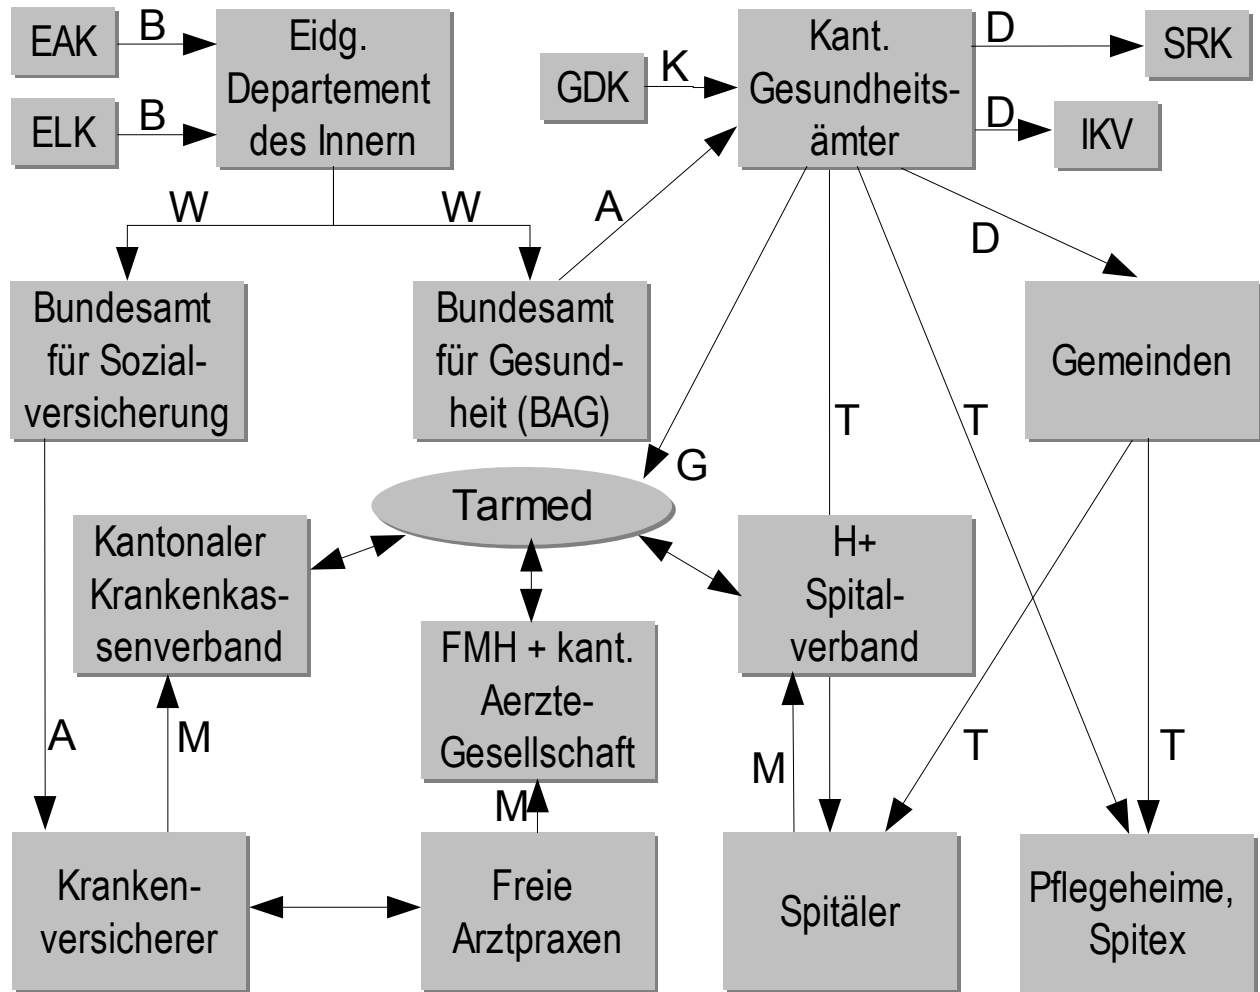 EAK
B
Eidg.
Departement
des Innern
ELK
B
GDK
K
Kant.
Gesundheits-
ämter
D
SRK
D
IKV
W
W
A
D
Bundesamt
für Sozial-
versicherung
Bundesamt
für Gesund-
heit (BAG)
Gemeinden
T
T
G
Tarmed
Kantonaler
Krankenkas-
senverband
H+
Spital-
verband
FMH + kant.
Aerzte-
Gesellschaft
A
M
M
M
T
T
Kranken-
versicherer
Freie
Arztpraxen
Spitäler
Pflegeheime,
Spitex